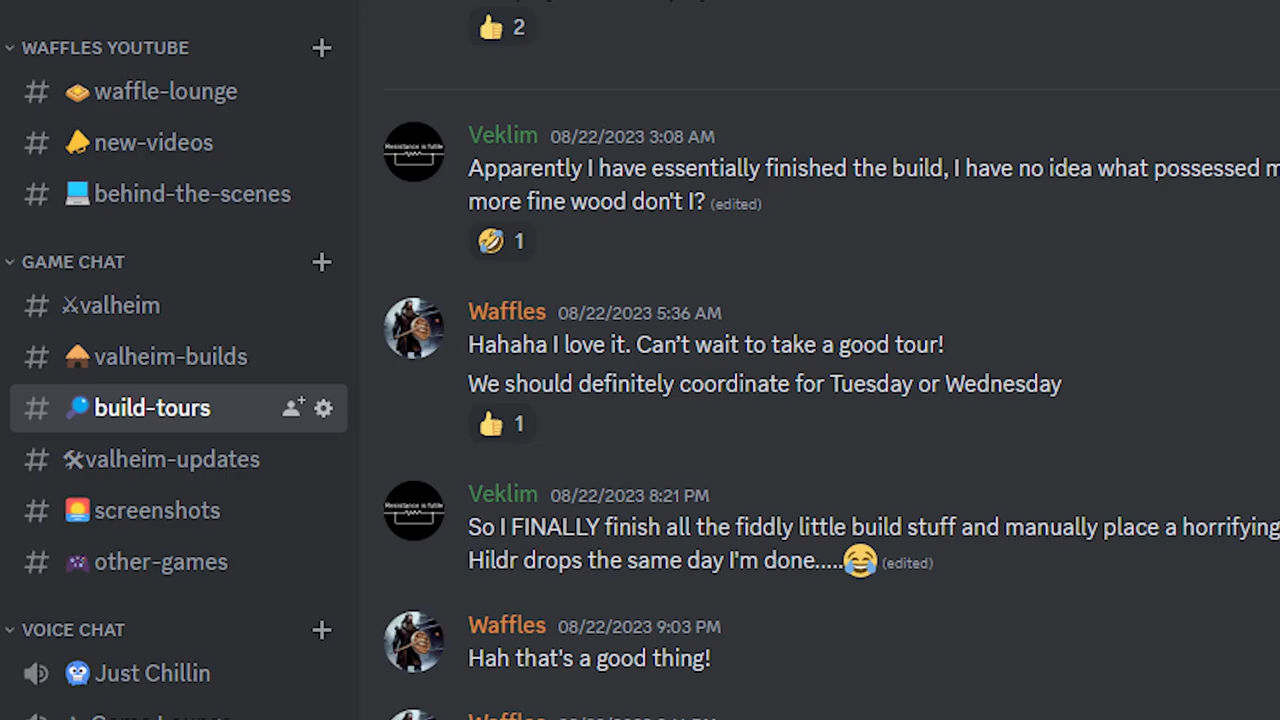 WAFFLES YOUTUBE
waffle-lounge
new-videos
behind-the-scenes
GAME CHAT
valheim
valheim-builds
build-tours
valheim-updates
screenshots
other-games
VOICE CHAT
Just Chillin
2
Veklim 08/22/2023 3:08 AM
Apparently I have essentially finished the build, I have no idea what possessed
more fine wood don't I? (edited)
1
Waffles 08/22/2023 5:36 AM
Hahaha I love it. Can't wait to take a good tour!
We should definitely coordinate for Tuesday or Wednesday
1
Resistance is futile
Veklim 08/22/2023 8:21 PM
So I FINALLY finish all the fiddly little build stuff and manually place a horrifying
Hildr drops the same day I'm done..... (edited)
Waffles 08/22/2023 9:03 PM
Hah that's a good thing!
Waffles